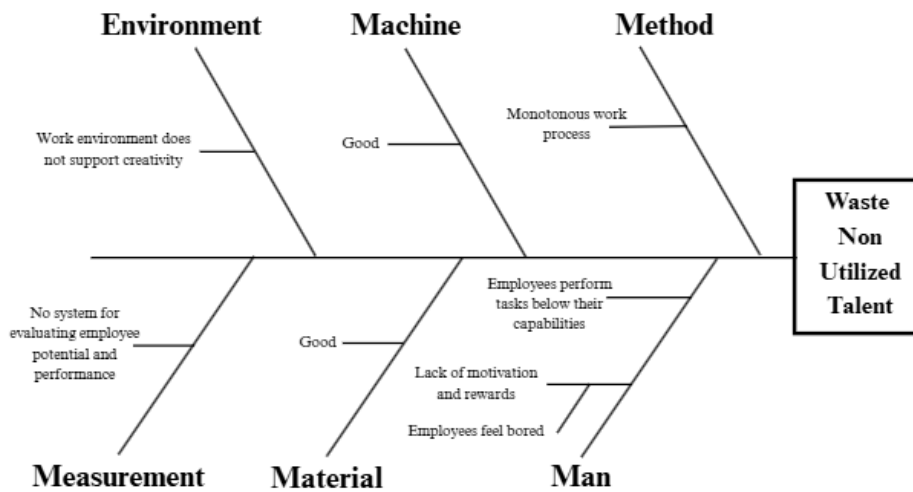 Environment
Machine
Method
Work environment does
not support creativity
Good
Monotonous work
process
Waste
Non
Utilized
Talent
No system for
evaluating employee
potential and
performance
Good
Employees perform
tasks below their
capabilities
Lack of motivation
and rewards
Employees feel bored
Measurement
Material
Man